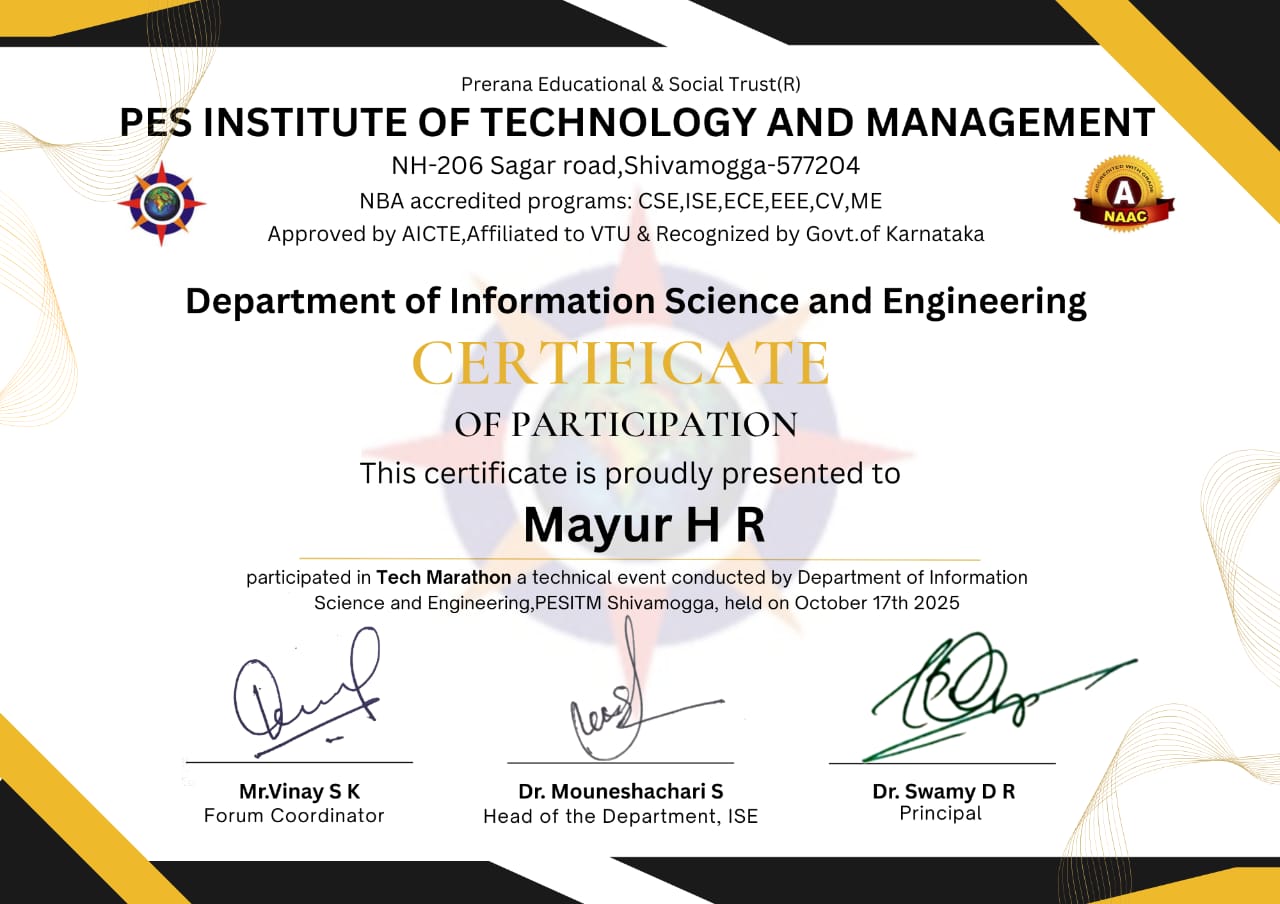 Prerana Educational & Social Trust(R)
PES INSTITUTE OF TECHNOLOGY AND MANAGEMENT
NH-206 Sagar road,Shivamogga-577204
NBA accredited programs: CSE,ISE,ECE,EEE,CV,ME
Approved by AICTE,Affiliated to VTU & Recognized by Govt.of Karnataka
ACCREDITED WITH GRADE
A
NAAC
Department of Information Science and Engineering
CERTIFICATE
OF PARTICIPATION
This certificate is proudly presented to
Mayur H R
participated in Tech Marathon a technical event conducted by Department of Information
Science and Engineering,PESITM Shivamogga, held on October 17th 2025
Mr.Vinay S K
Forum Coordinator
Dr. Mouneshachari S
Head of the Department, ISE
Dr. Swamy D R
Principal